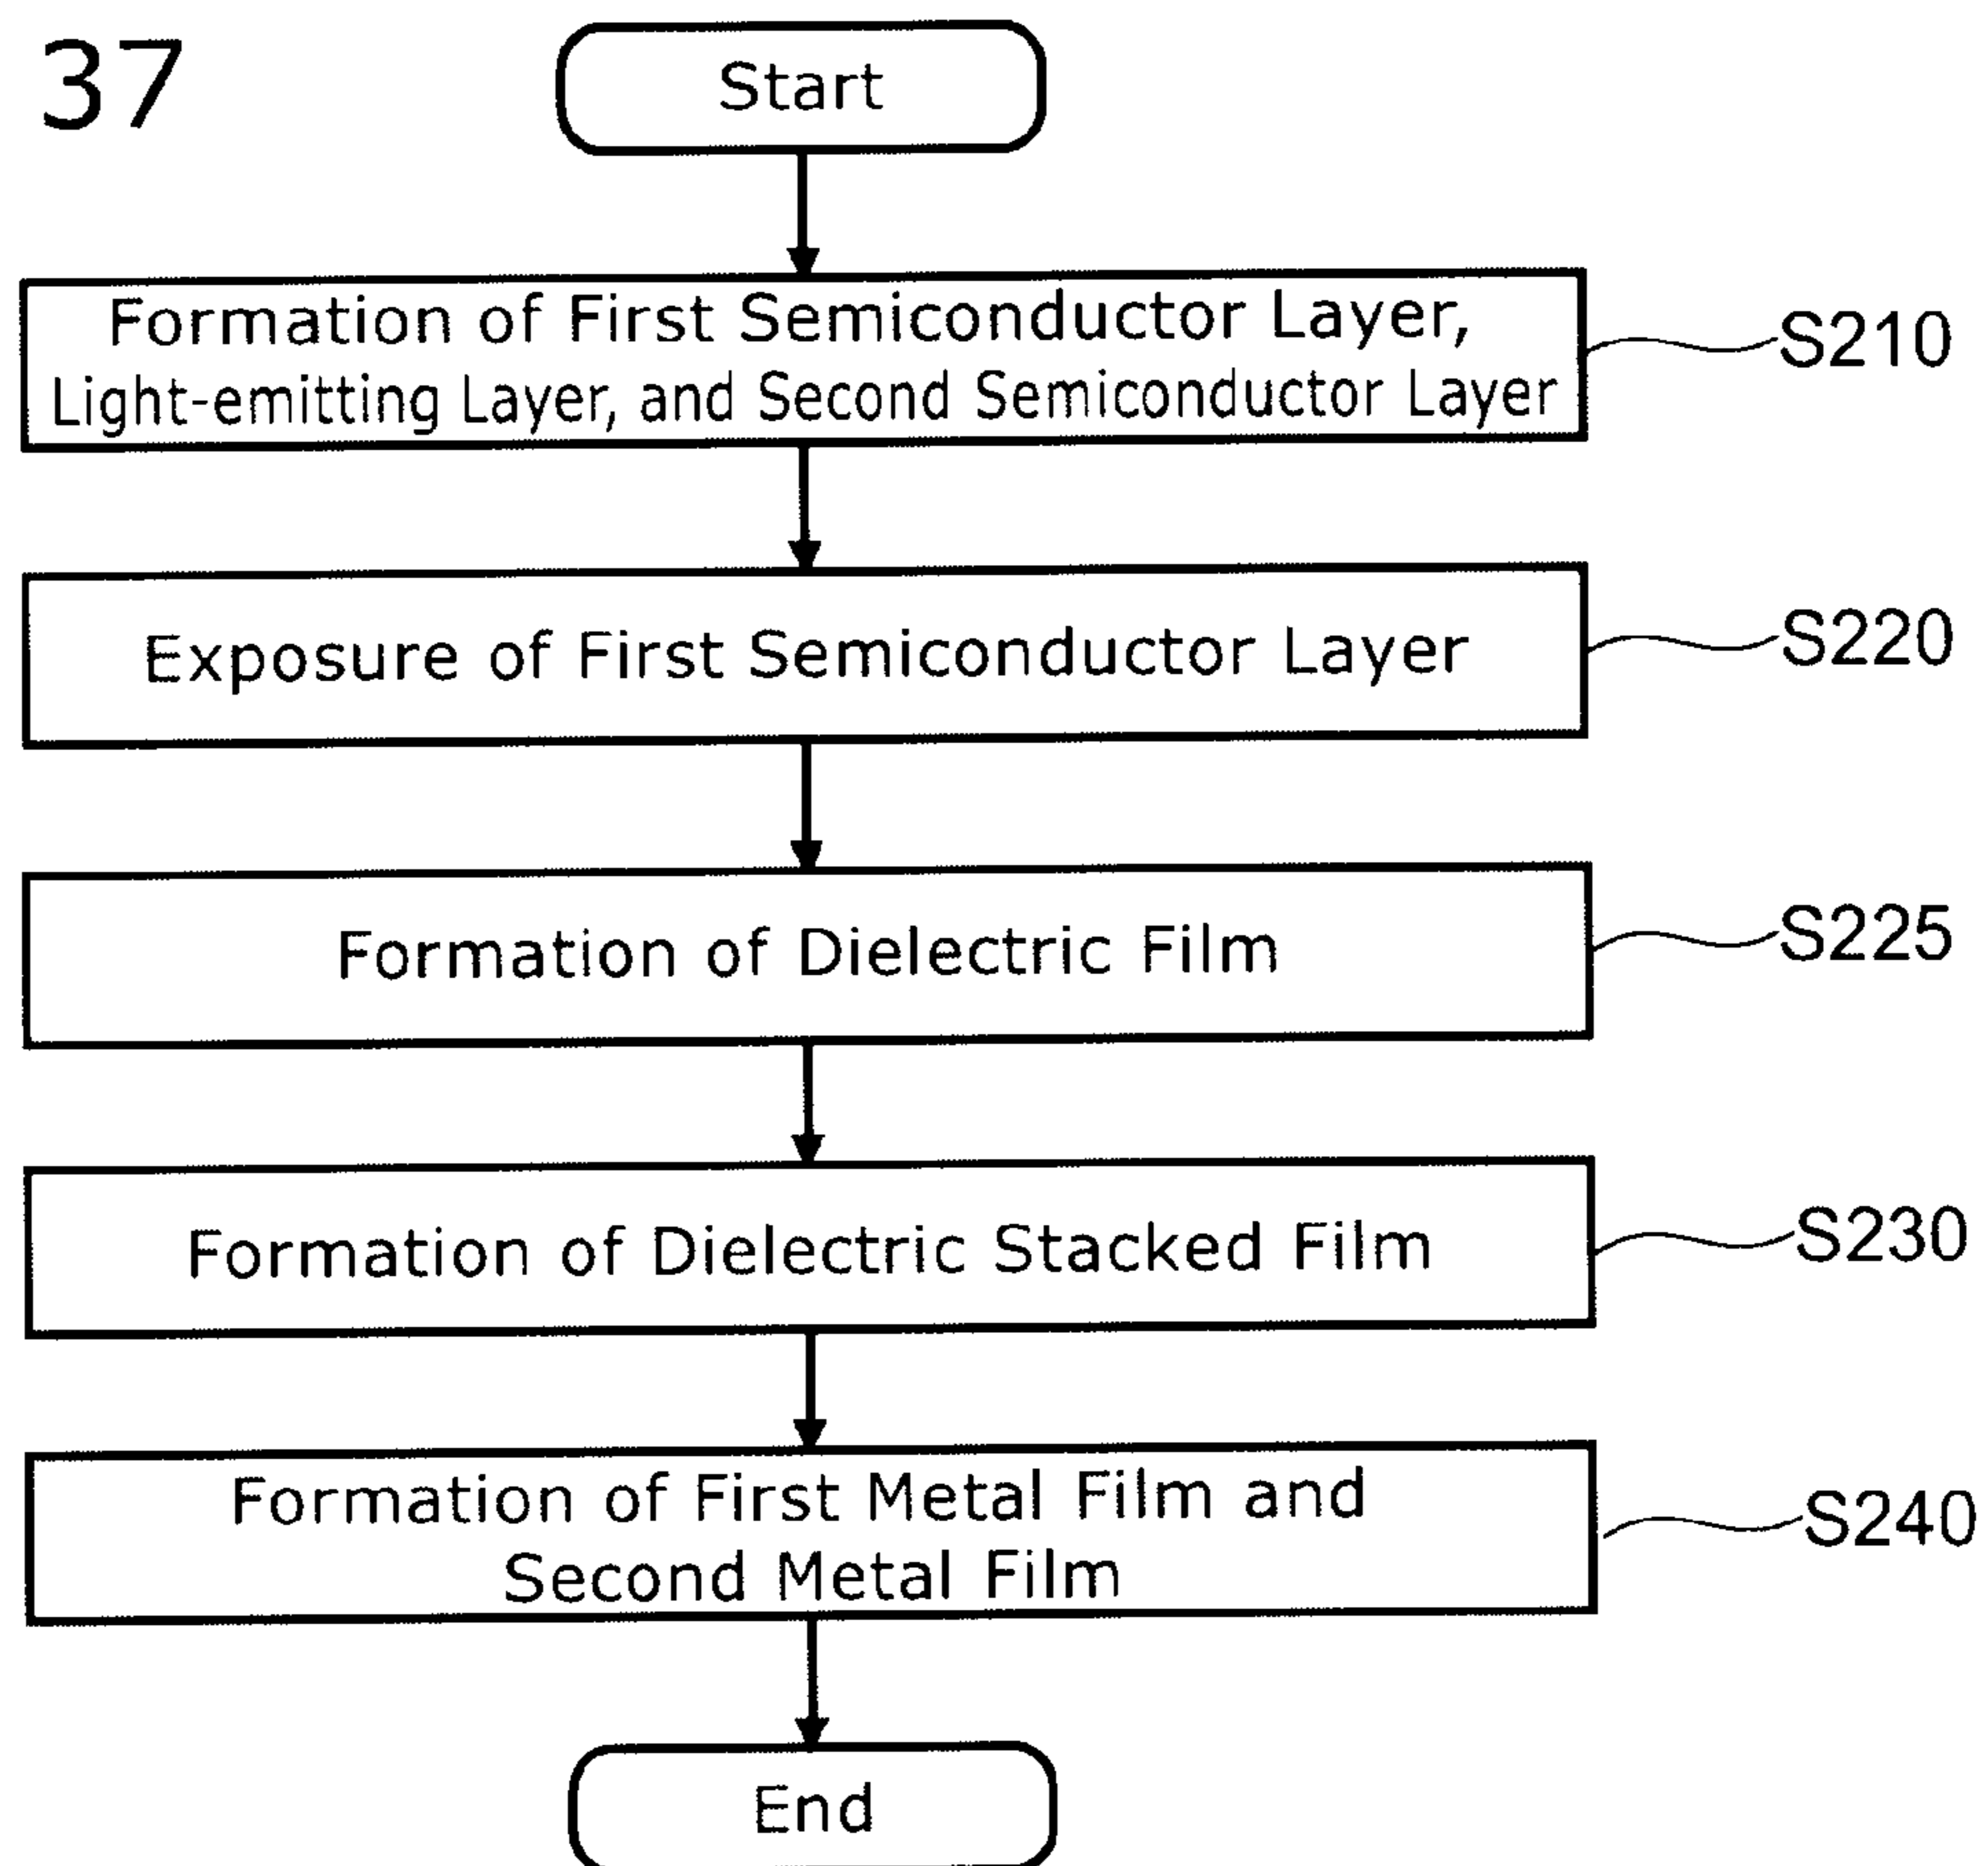 37
Start
Formation of First Semiconductor Layer,
Light-emitting Layer, and Second Semiconductor Layer
S210
Exposure of First Semiconductor Layer
S220
Formation of Dielectric Film
S225
Formation of Dielectric Stacked Film
S230
Formation of First Metal Film and
Second Metal Film
S240
End